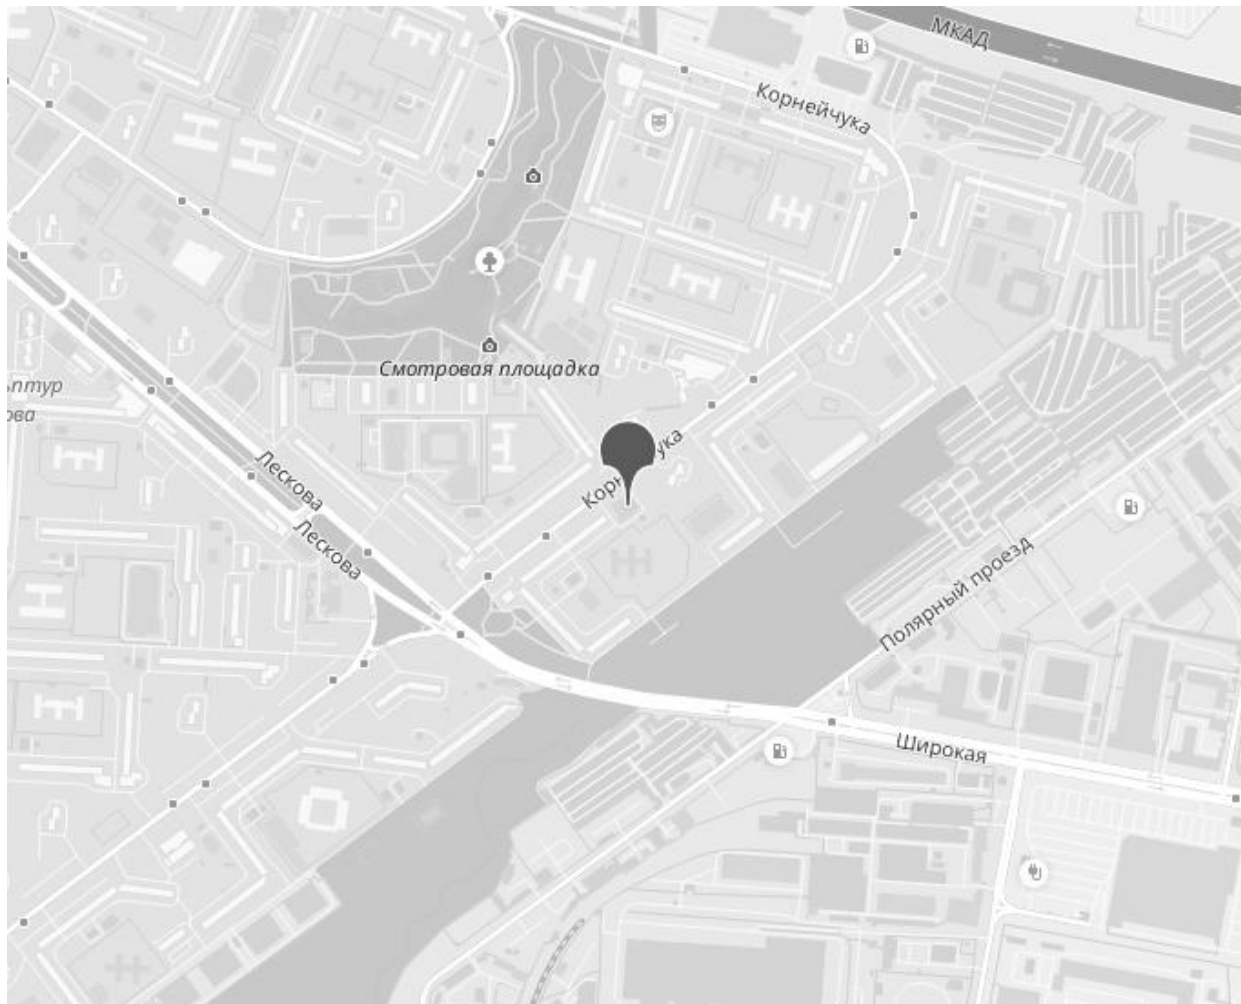 МКАД
Корнейчука
Смотровая площадка
Лескова
Лескова
Полярный проезд
Широкая